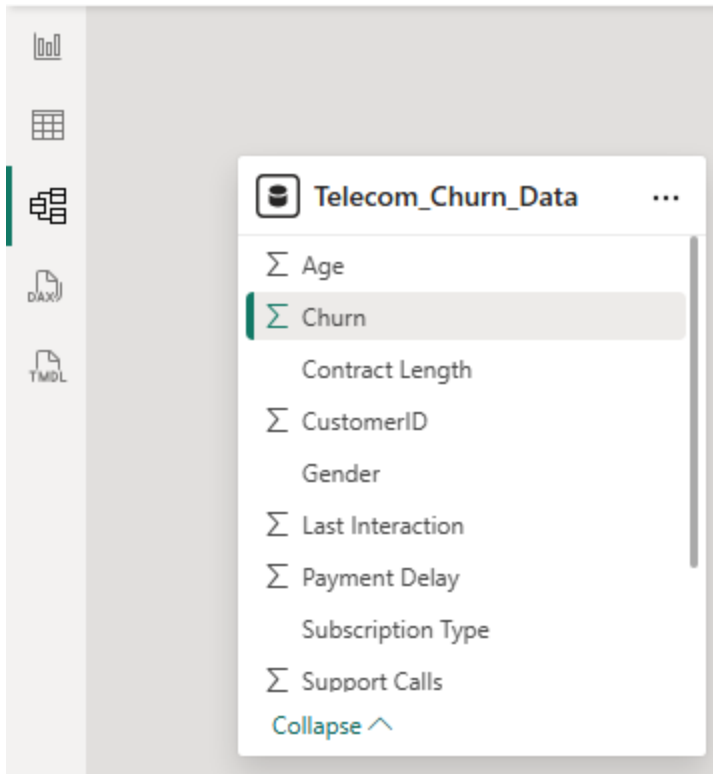 DAX
TMDL
Telecom_Churn_Data
Age
Churn
Contract Length
CustomerID
Gender
Last Interaction
Payment Delay
Subscription Type
Support Calls
Collapse